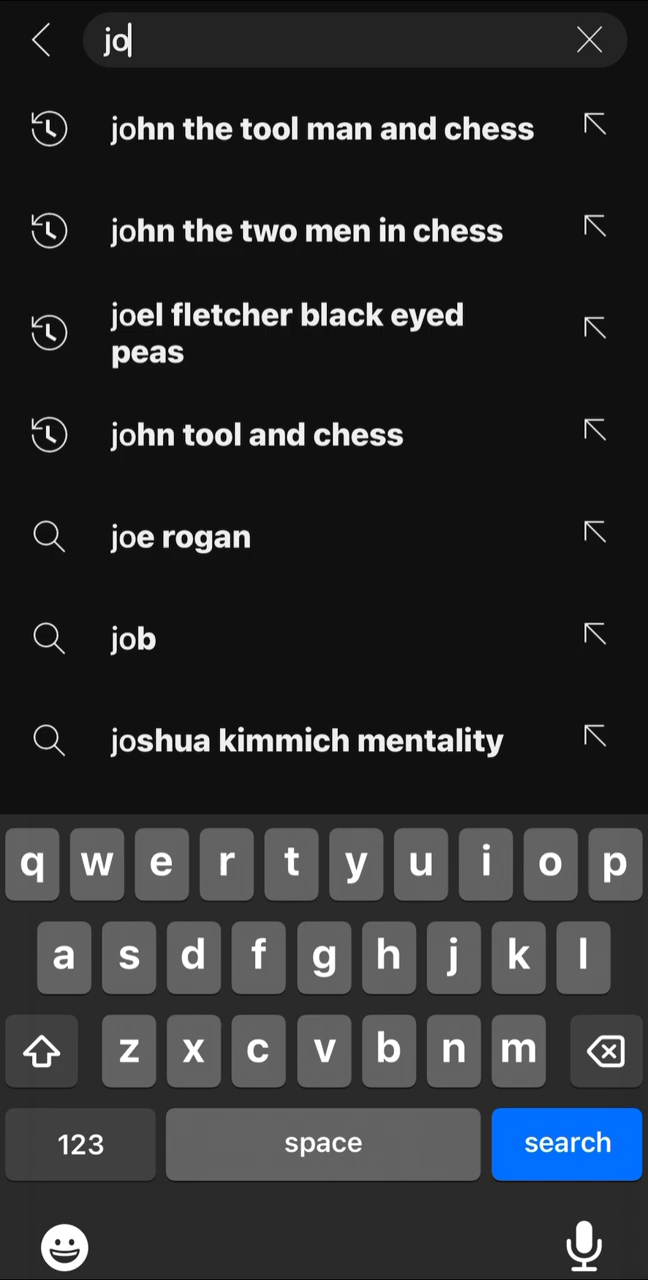 jo
john the tool man and chess
john the two men in chess
joel fletcher black eyed
peas
john tool and chess
joe rogan
job
joshua kimmich mentality
q w e r t y u i o p
a s d f g h j k l
z x c v b n m
123 space search